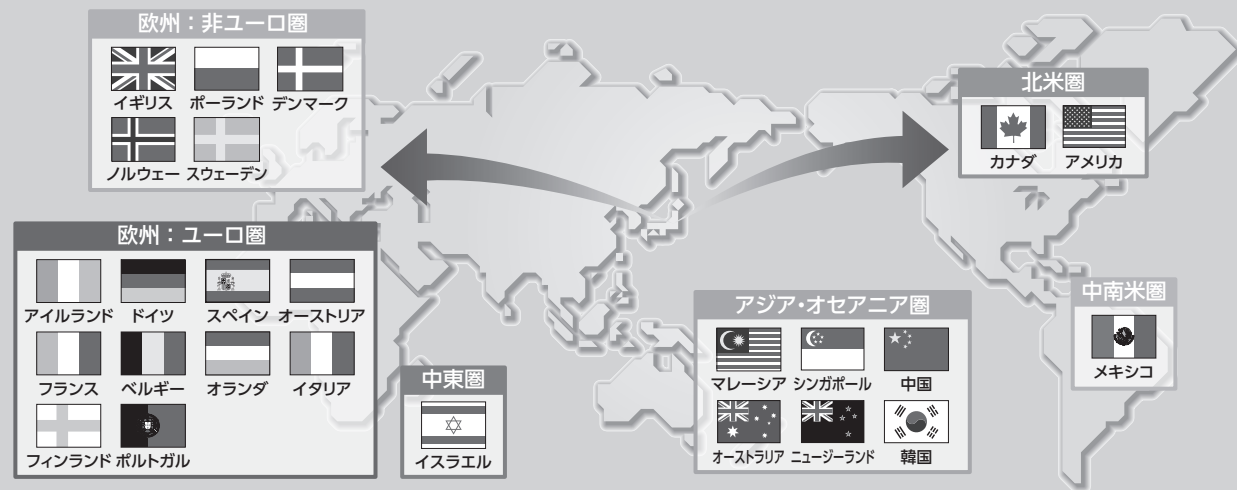 欧州：非ユーロ圏
イギリス ポーランド デンマーク
ノルウェー スウェーデン
北米圏
カナダ アメリカ
欧州：ユーロ圏
アイルランド ドイツ スペイン オーストリア
フランス ベルギー オランダ イタリア
フィンランド ポルトガル
中東圏
イスラエル
アジア・オセアニア圏
マレーシア シンガポール 中国
オーストラリア ニュージーランド 韓国
中南米圏
メキシコ